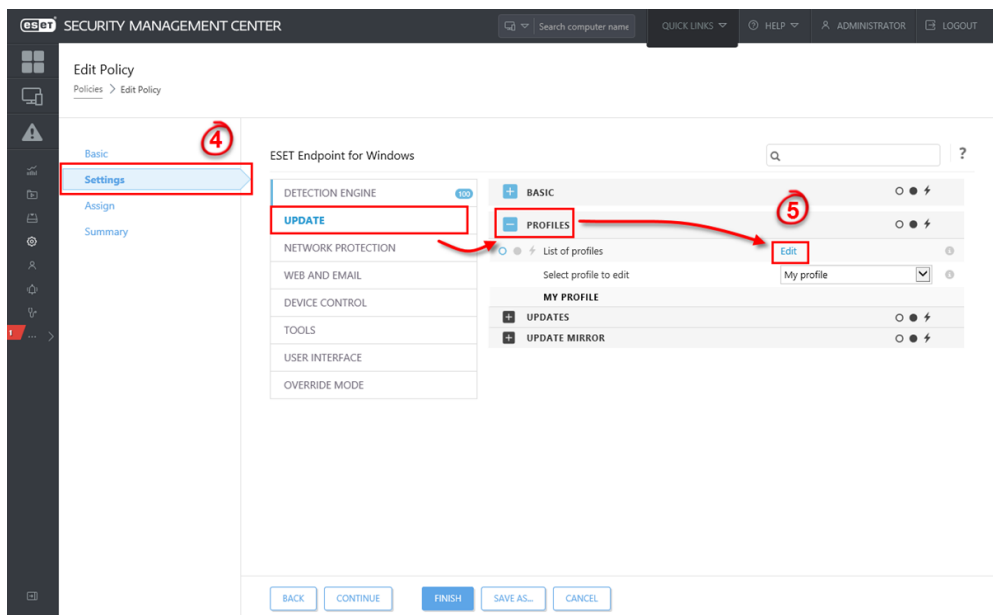 eset SECURITY MANAGEMENT CENTER
Search computer name
QUICK LINKS
HELP
ADMINISTRATOR
LOGOUT
Edit Policy
Policies > Edit Policy
4
Basic
Settings
Assign
Summary
ESET Endpoint for Windows
?
DETECTION ENGINE 100
UPDATE
NETWORK PROTECTION
WEB AND EMAIL
DEVICE CONTROL
TOOLS
USER INTERFACE
OVERRIDE MODE
BASIC
5
PROFILES
List of profiles Edit
Select profile to edit My profile
MY PROFILE
UPDATES
UPDATE MIRROR
BACK
CONTINUE
FINISH
SAVE AS...
CANCEL